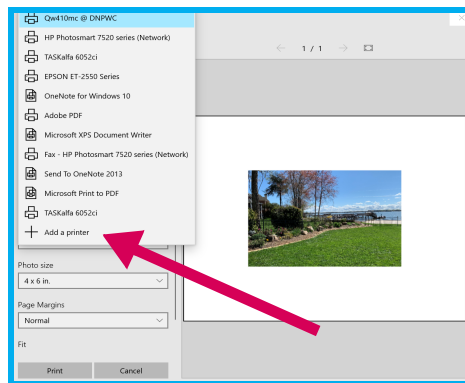 Qw410mc @ DNPWC
HP Photosmart 7520 series (Network)
TASKalfa 6052ci
EPSON ET-2550 Series
OneNote for Windows 10
Adobe PDF
Microsoft XPS Document Writer
Fax - HP Photosmart 7520 series (Network)
Send To OneNote 2013
Microsoft Print to PDF
TASKalfa 6052ci
Add a printer
1 / 1
Photo size
4 x 6 in.
Page Margins
Normal
Fit
Print
Cancel